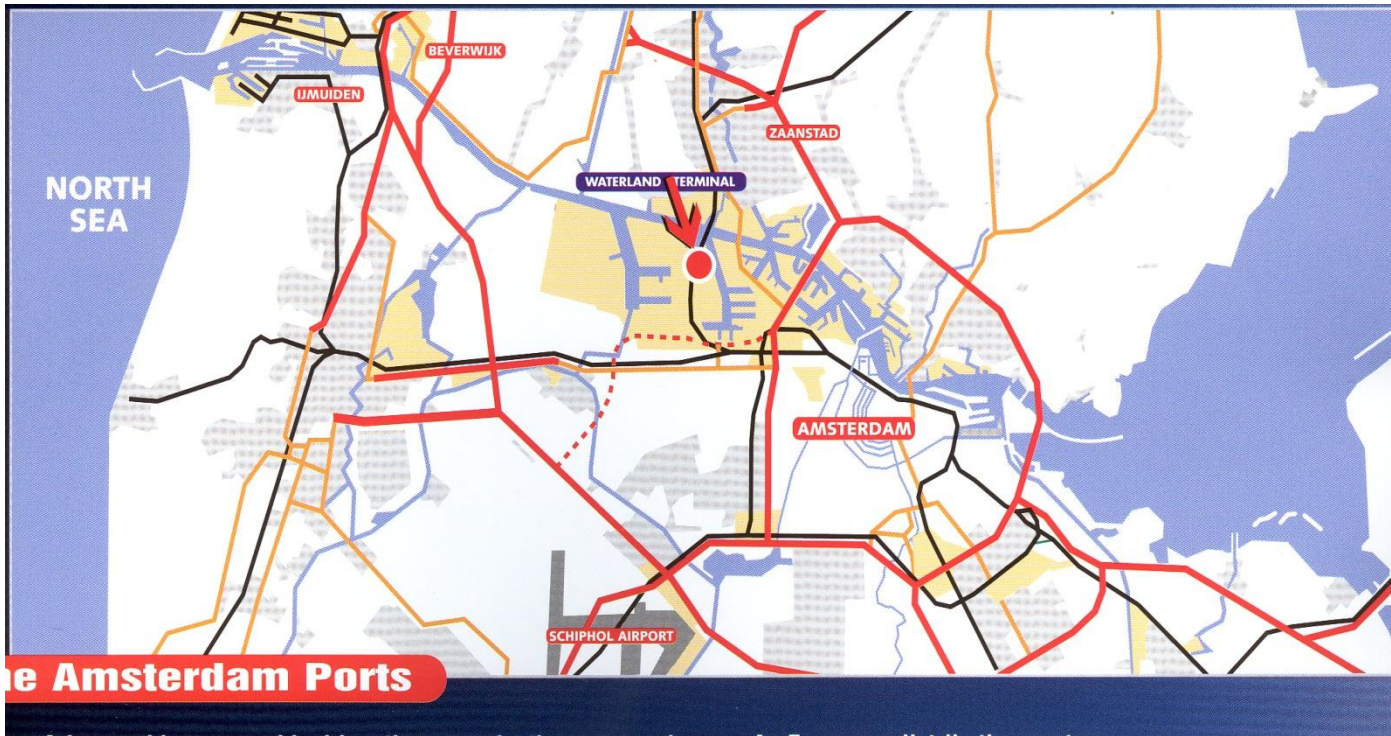 BEVERWIJK
IJMUIDEN
ZAANSTAD
WATERLAND TERMINAL
NORTH
SEA
AMSTERDAM
SCHIPHOL AIRPORT
e Amsterdam Ports